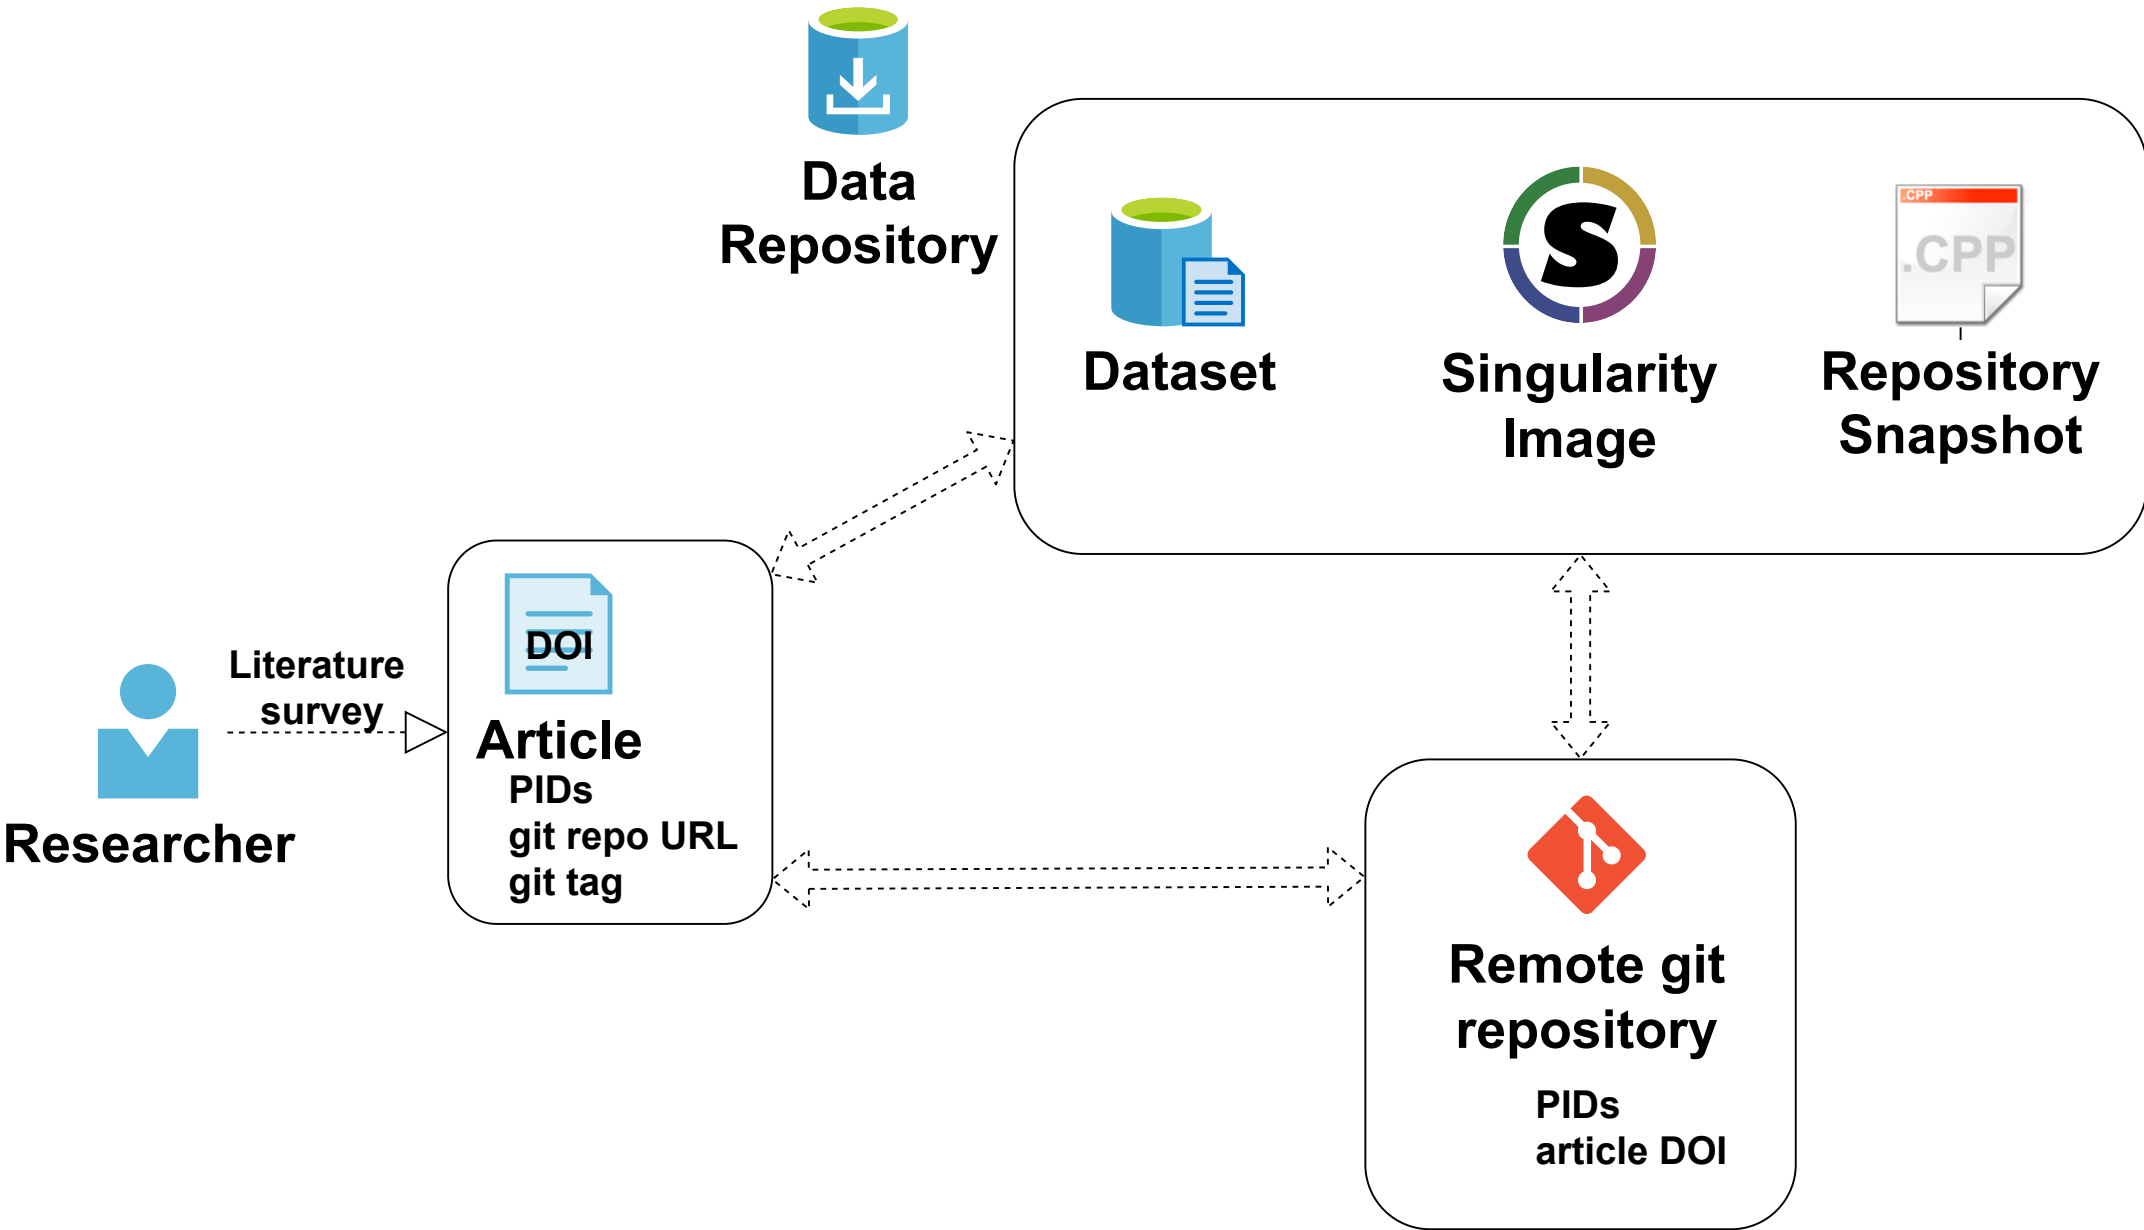 Data
Repository
.CPP
.CPP
S
Dataset
Singularity
Image
Repository
Snapshot
DOI
Article
PIDs
git repo URL
git tag
Literature
survey
Researcher
Remote git
repository
PIDs
article DOI